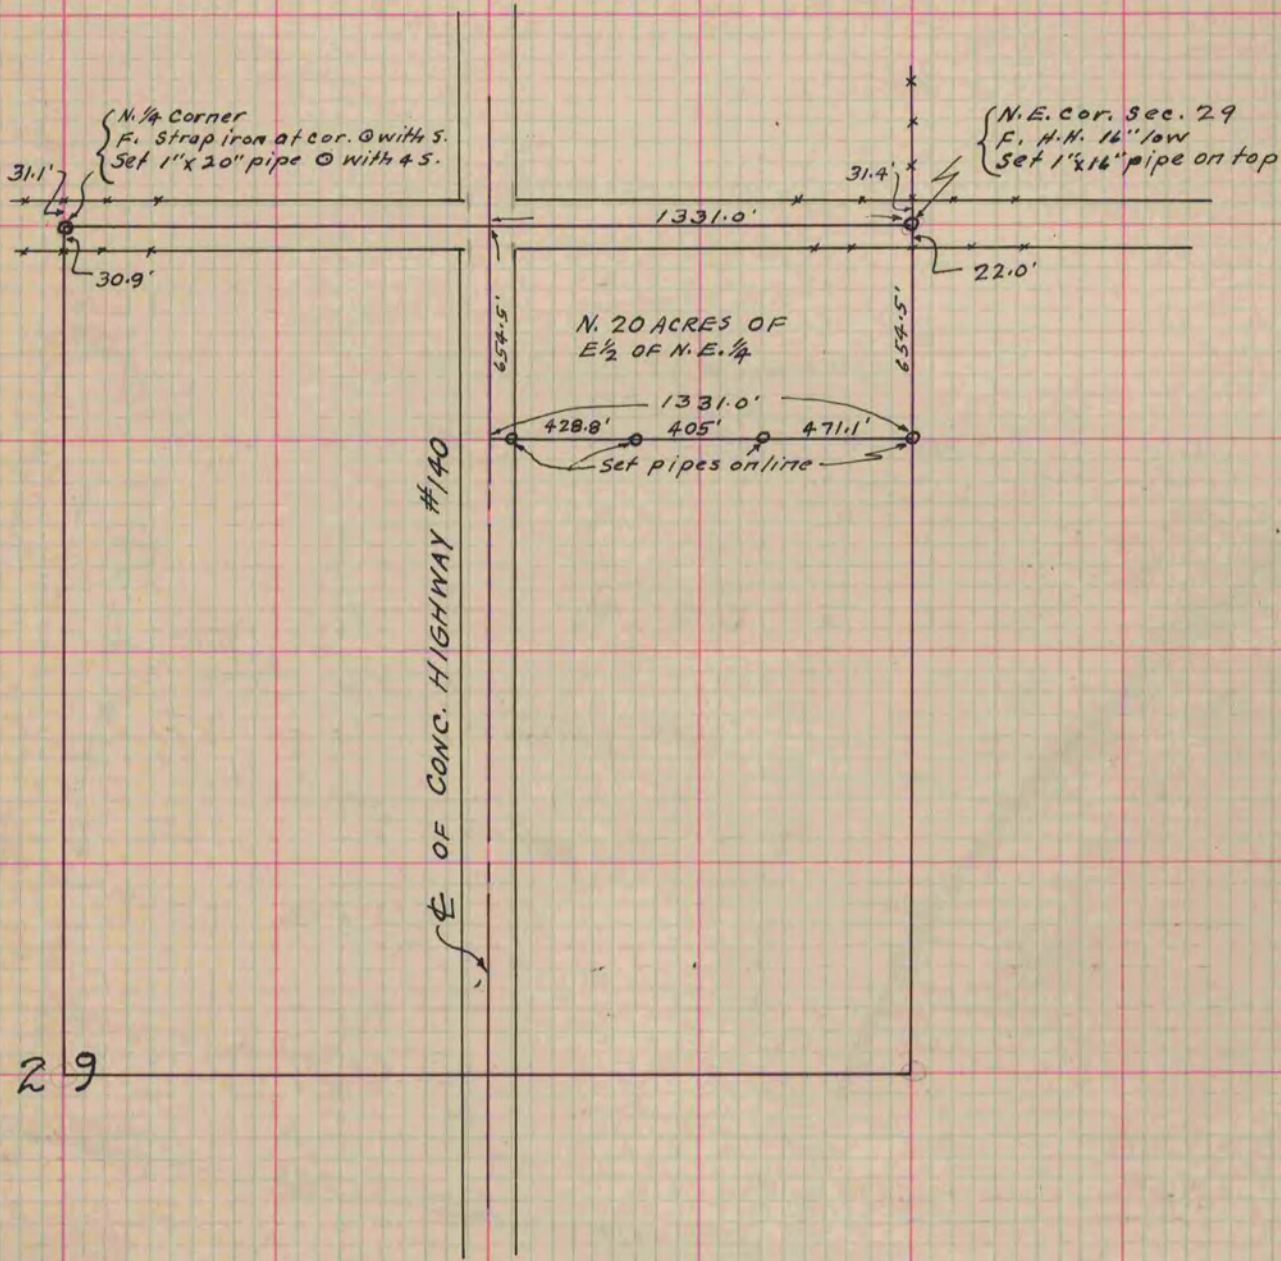 N. 1/4 Corner
F. Strap iron at cor. ⊙ with S.
Set 1" x 20" pipe ⊙ with 4 S.
31.1'
30.9'
N.E. cor. Sec. 29
F. H.H. 16" low
Set 1" x 16" pipe on top
31.4'
1331.0'
22.0'
654.5'
N. 20 ACRES OF
E 1/2 OF N.E. 1/4
654.5'
1331.0'
428.8' 405' 471.1'
Set pipes on line
℄ OF CONC. HIGHWAY #140
29